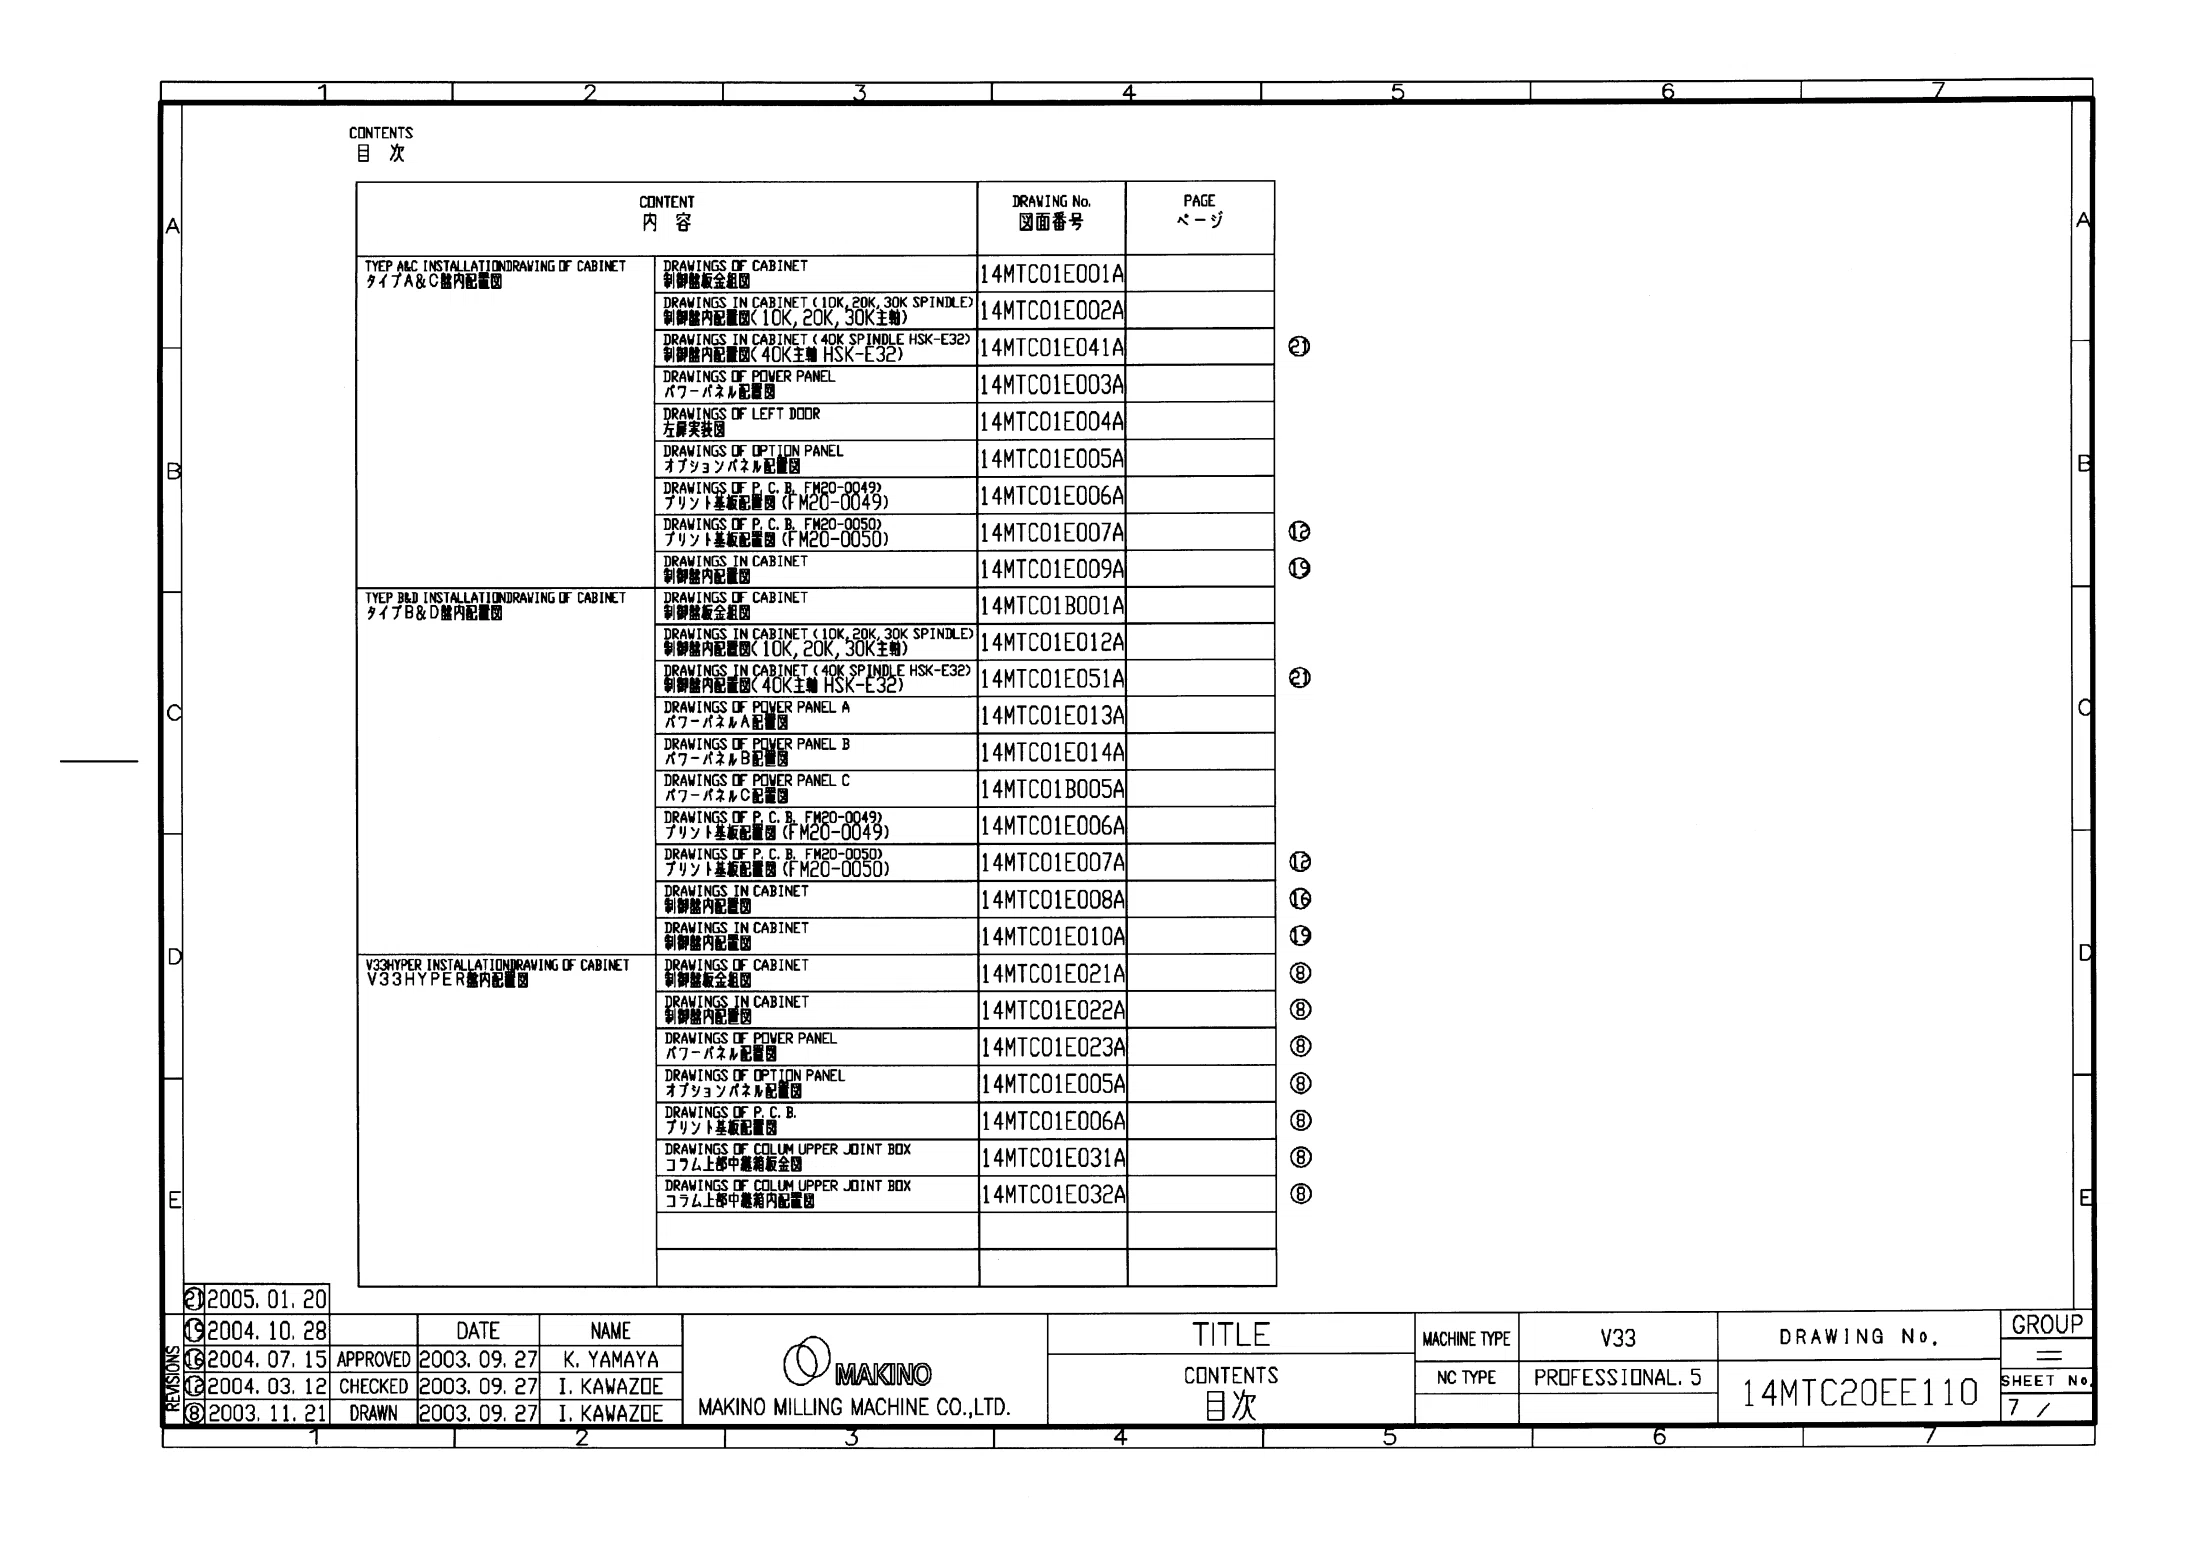 1 2 3 4 5 6 7
CONTENTS
目 次
CONTENT DRAWING No. PAGE
内 容 図面番号 ページ
TYEP A&C INSTALLATIONDRAWING OF CABINET
タイプA&C盤内配置図
DRAWINGS OF CABINET
制御盤板金組図
14MTC01E001A
DRAWINGS IN CABINET (10K, 20K, 30K SPINDLE)
制御盤内配置図(10K, 20K, 30K主軸)
14MTC01E002A
DRAWINGS IN CABINET (40K SPINDLE HSK-E32)
制御盤内配置図(40K主軸 HSK-E32)
14MTC01E041A 21
DRAWINGS OF POWER PANEL
パワーパネル配置図
14MTC01E003A
DRAWINGS OF LEFT DOOR
左扉実装図
14MTC01E004A
DRAWINGS OF OPTION PANEL
オプションパネル配置図
14MTC01E005A
DRAWINGS OF P. C. B. FM20-0049)
プリント基板配置図 (FM20-0049)
14MTC01E006A
DRAWINGS OF P. C. B. FM20-0050)
プリント基板配置図 (FM20-0050)
14MTC01E007A 12
DRAWINGS IN CABINET
制御盤内配置図
14MTC01E009A 19
TYEP B&D INSTALLATIONDRAWING OF CABINET
タイプB&D盤内配置図
DRAWINGS OF CABINET
制御盤板金組図
14MTC01B001A
DRAWINGS IN CABINET (10K, 20K, 30K SPINDLE)
制御盤内配置図(10K, 20K, 30K主軸)
14MTC01E012A
DRAWINGS IN CABINET (40K SPINDLE HSK-E32)
制御盤内配置図(40K主軸 HSK-E32)
14MTC01E051A 21
DRAWINGS OF POWER PANEL A
パワーパネルA配置図
14MTC01E013A
DRAWINGS OF POWER PANEL B
パワーパネルB配置図
14MTC01E014A
DRAWINGS OF POWER PANEL C
パワーパネルC配置図
14MTC01B005A
DRAWINGS OF P. C. B. FM20-0049)
プリント基板配置図 (FM20-0049)
14MTC01E006A
DRAWINGS OF P. C. B. FM20-0050)
プリント基板配置図 (FM20-0050)
14MTC01E007A 12
DRAWINGS IN CABINET
制御盤内配置図
14MTC01E008A 16
DRAWINGS IN CABINET
制御盤内配置図
14MTC01E010A 19
V33HYPER INSTALLATIONDRAWING OF CABINET
V33HYPER盤内配置図
DRAWINGS OF CABINET
制御盤板金組図
14MTC01E021A 8
DRAWINGS IN CABINET
制御盤内配置図
14MTC01E022A 8
DRAWINGS OF POWER PANEL
パワーパネル配置図
14MTC01E023A 8
DRAWINGS OF OPTION PANEL
オプションパネル配置図
14MTC01E005A 8
DRAWINGS OF P. C. B.
プリント基板配置図
14MTC01E006A 8
DRAWINGS OF COLUM UPPER JOINT BOX
コラム上部中継箱板金図
14MTC01E031A 8
DRAWINGS OF COLUM UPPER JOINT BOX
コラム上部中継箱内配置図
14MTC01E032A 8
A A
B B
C C
D D
E E
REVISIONS
21 2005. 01. 20
19 2004. 10. 28
16 2004. 07. 15
12 2004. 03. 12
8 2003. 11. 21
DATE NAME
APPROVED 2003. 09. 27 K. YAMAYA
CHECKED 2003. 09. 27 I. KAWAZOE
DRAWN 2003. 09. 27 I. KAWAZOE
MAKINO
MAKINO MILLING MACHINE CO.,LTD.
TITLE
CONTENTS
目次
MACHINE TYPE V33
NC TYPE PROFESSIONAL. 5
DRAWING No.
14MTC20EE110
GROUP
=
SHEET No.
7 /
1 2 3 4 5 6 7